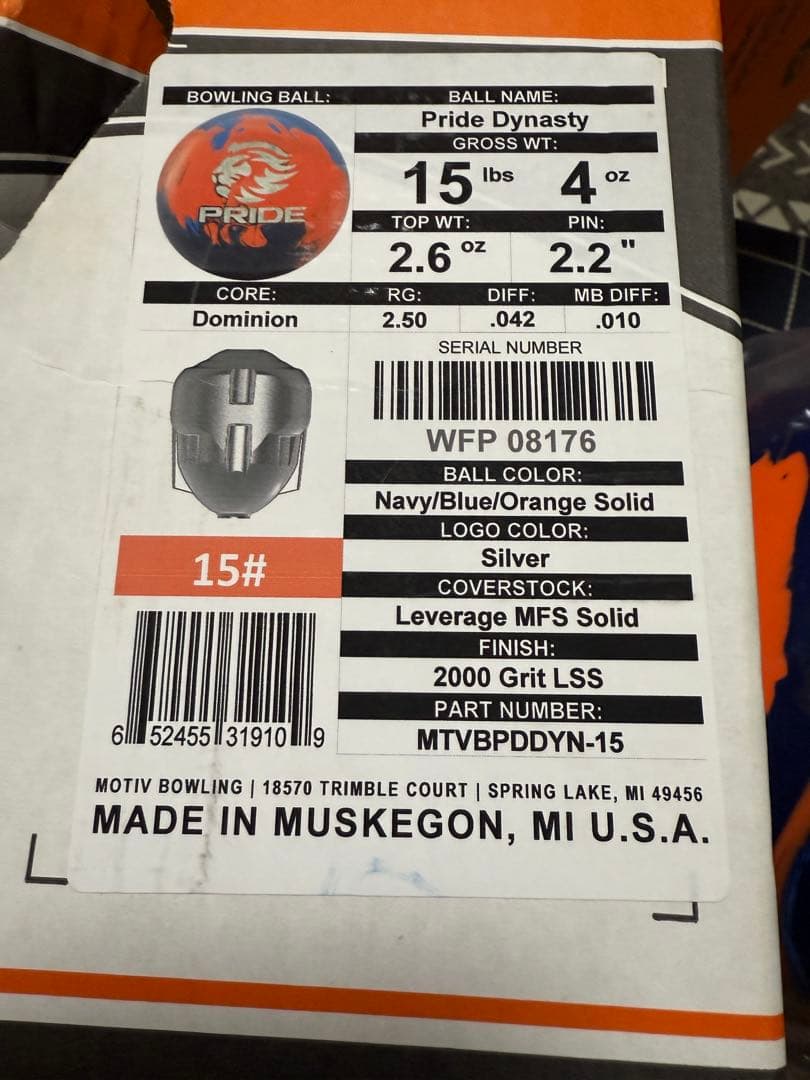 BOWLING BALL:
BALL NAME:
Pride Dynasty
GROSS WT:
15 lbs 4 oz
PRIDE
TOP WT: PIN:
2.6 oz 2.2"
CORE: RG: DIFF: MB DIFF:
Dominion 2.50 .042 .010
SERIAL NUMBER
WFP 08176
BALL COLOR:
Navy/Blue/Orange Solid
LOGO COLOR:
Silver
15#
COVERSTOCK:
Leverage MFS Solid
FINISH:
2000 Grit LSS
PART NUMBER:
MTVBPDDYN-15
6 52455 31910 9
MOTIV BOWLING | 18570 TRIMBLE COURT | SPRING LAKE, MI 49456
MADE IN MUSKEGON, MI U.S.A.